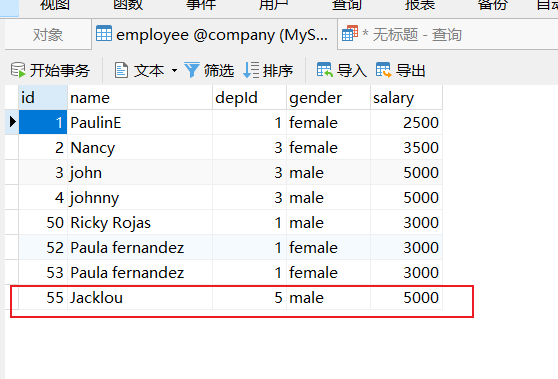 视图 函数 事件 用户 查询 报表 备份
对象 employee @company (MyS... * 无标题 - 查询
开始事务 文本 筛选 排序 导入 导出
id name depId gender salary
1 PaulinE 1 female 2500
2 Nancy 3 female 3500
3 john 3 male 5000
4 johnny 3 male 5000
50 Ricky Rojas 1 male 3000
52 Paula fernandez 1 female 3000
53 Paula fernandez 1 female 3000
55 Jacklou 5 male 5000